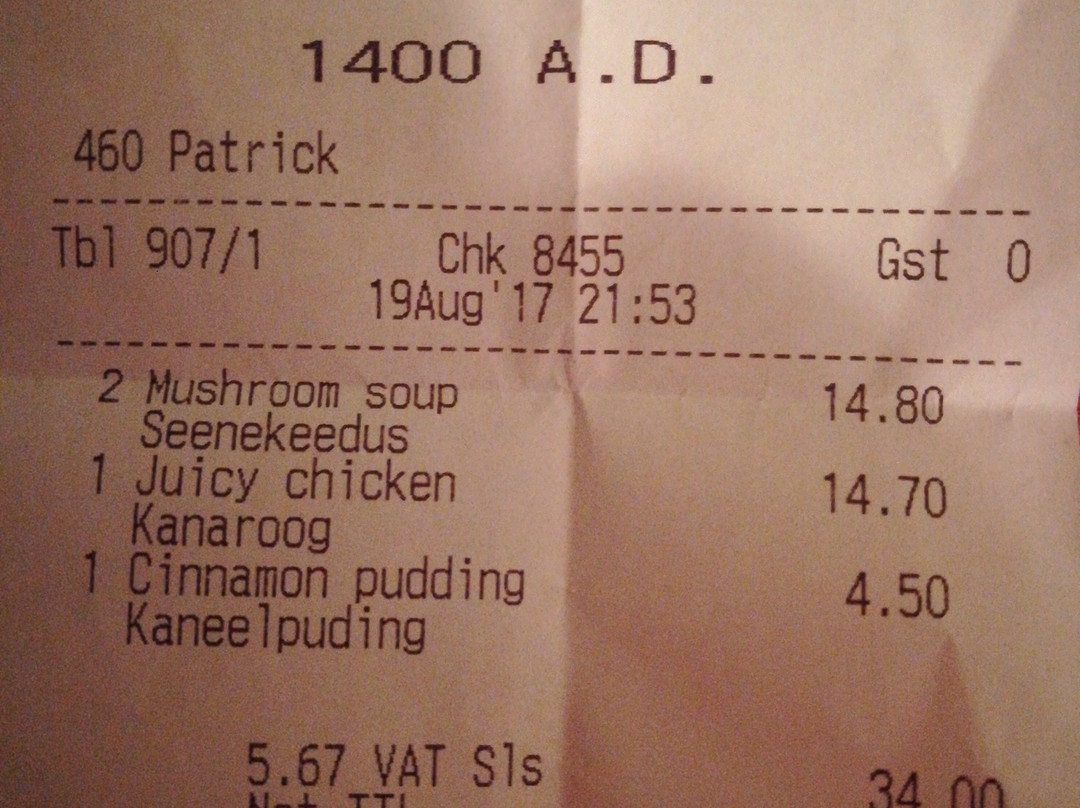 1400 A.D.
460 Patrick
Tbl 907/1 Chk 8455 Gst 0
19Aug'17 21:53
2 Mushroom soup 14.80
Seenekeedus
1 Juicy chicken 14.70
Kanaroog
1 Cinnamon pudding 4.50
Kaneelpuding
5.67 VAT Sls 34.00
Net TTL